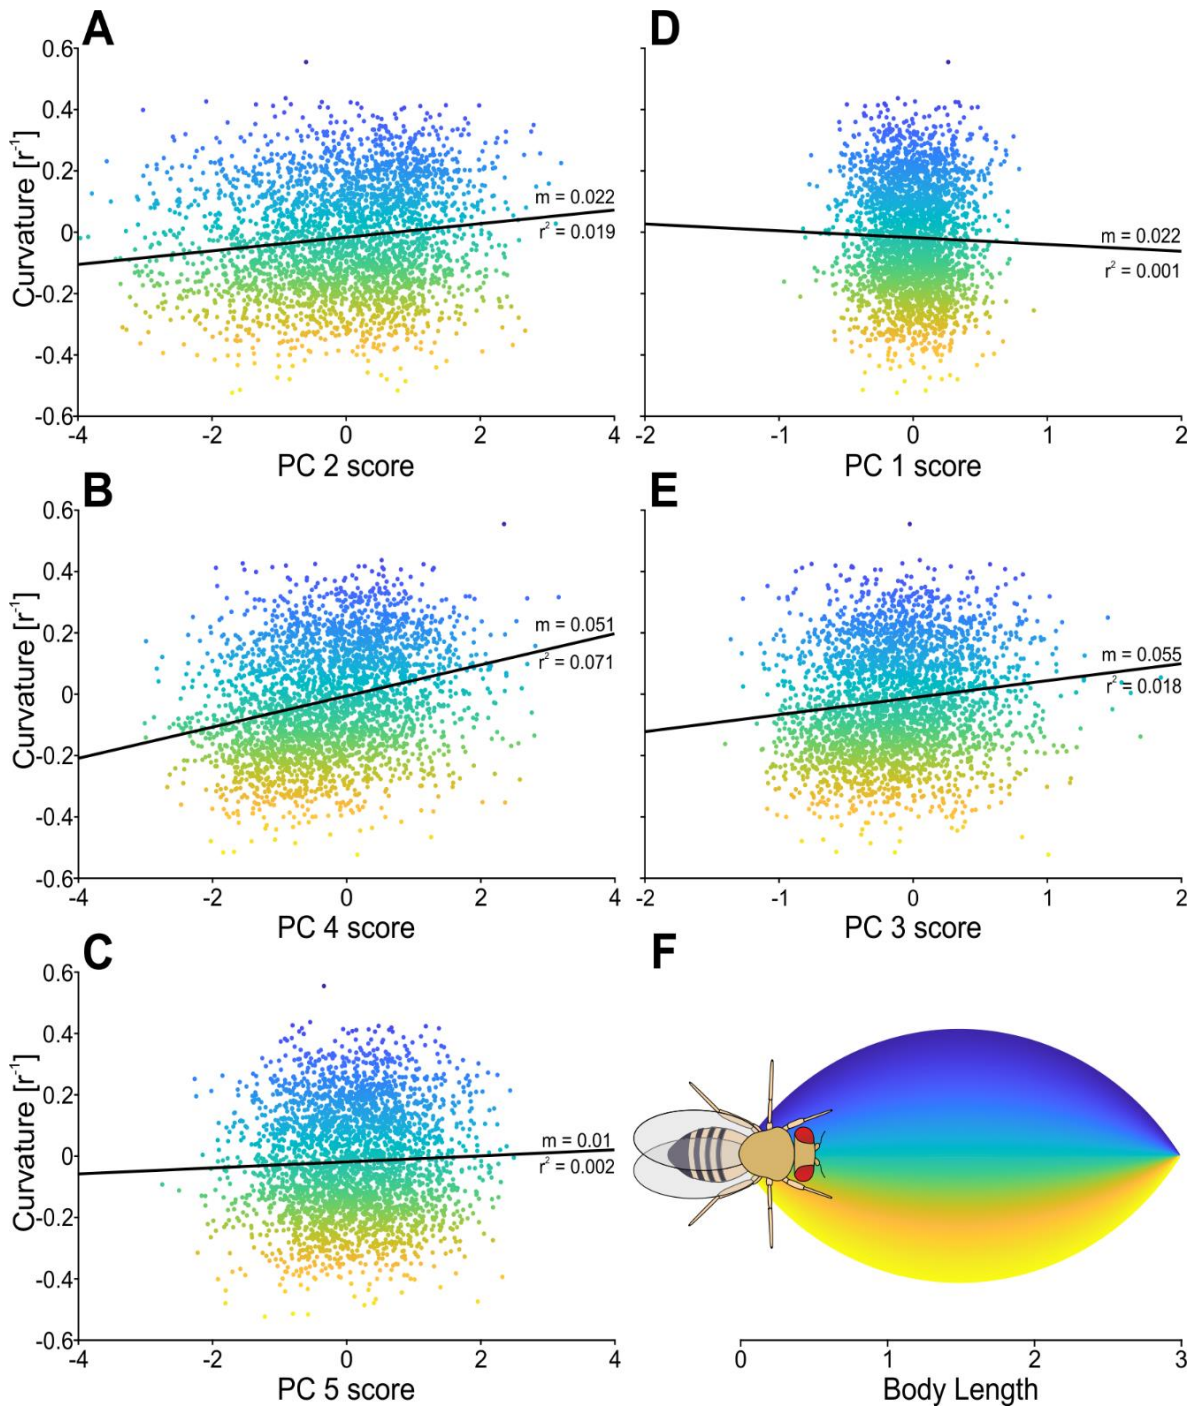 A
0.6
0.4
0.2
0
-0.2
-0.4
-0.6
Curvature [r⁻¹]
m = 0.022
r² = 0.019
-4 -2 0 2 4
PC 2 score
D
m = 0.022
r² = 0.001
-2 -1 0 1 2
PC 1 score
B
0.6
0.4
0.2
0
-0.2
-0.4
-0.6
Curvature [r⁻¹]
m = 0.051
r² = 0.071
-4 -2 0 2 4
PC 4 score
E
m = 0.055
r² = 0.018
-2 -1 0 1 2
PC 3 score
C
0.6
0.4
0.2
0
-0.2
-0.4
-0.6
Curvature [r⁻¹]
m = 0.01
r² = 0.002
-4 -2 0 2 4
PC 5 score
F
0 1 2 3
Body Length